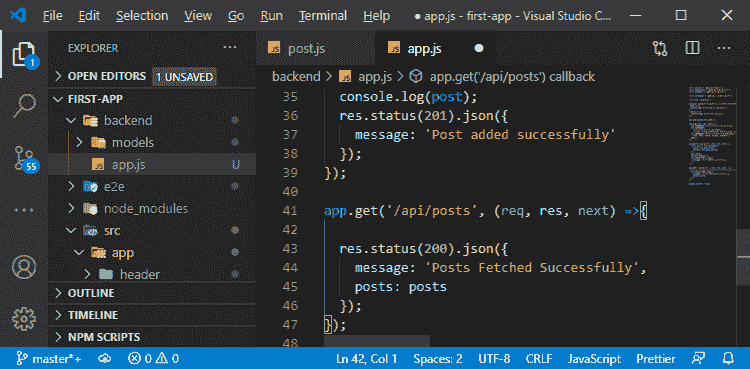 File Edit Selection View Go Run Terminal Help ● app.js - first-app - Visual Studio C...
EXPLORER ...
OPEN EDITORS 1 UNSAVED
FIRST-APP
backend
models
app.js U
e2e
node_modules
src
app
header
OUTLINE
TIMELINE
NPM SCRIPTS
1
55
JS post.js JS app.js ●
backend > JS app.js > app.get('/api/posts') callback
35 console.log(post);
36 res.status(201).json({
37 message: 'Post added successfully'
38 });
39 });
40
41 app.get('/api/posts', (req, res, next) =>{
42
43 res.status(200).json({
44 message: 'Posts Fetched Successfully',
45 posts: posts
46 });
47 });
48
master*+ 0 0 Ln 42, Col 1 Spaces: 2 UTF-8 CRLF JavaScript Prettier